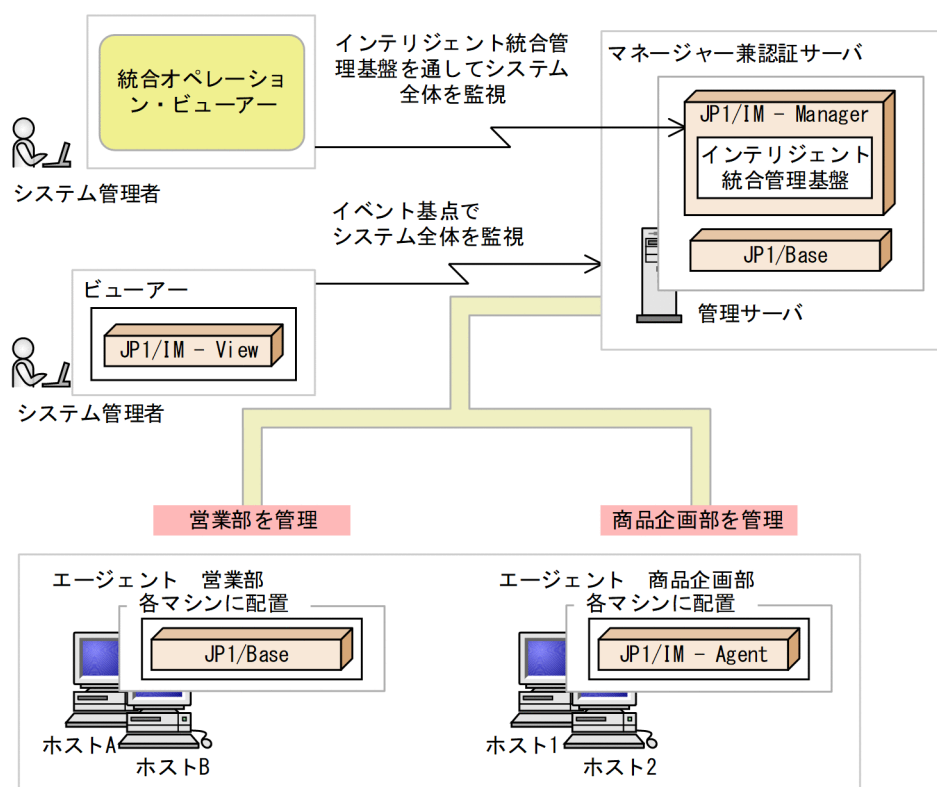 統合オペレーショ
ン・ビューアー
システム管理者
インテリジェント統合管
理基盤を通してシステム
全体を監視
マネージャー兼認証サーバ
JP1/IM - Manager
インテリジェント
統合管理基盤
JP1/Base
管理サーバ
イベント基点で
システム全体を監視
ビューアー
JP1/IM - View
システム管理者
営業部を管理
商品企画部を管理
エージェント　営業部
各マシンに配置
JP1/Base
ホストA
ホストB
エージェント　商品企画部
各マシンに配置
JP1/IM - Agent
ホスト1
ホスト2